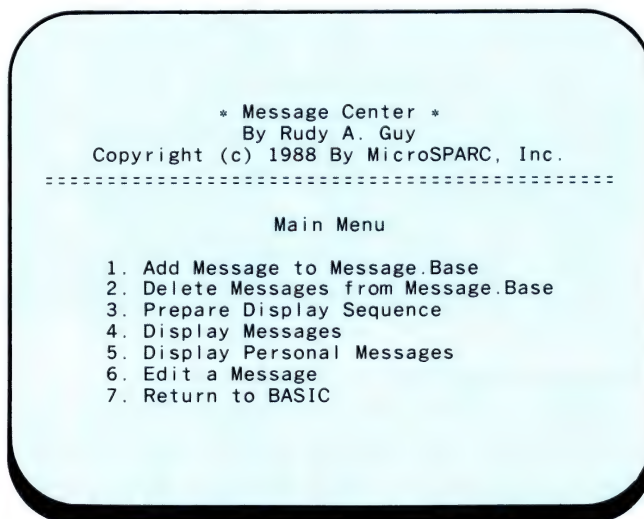 * Message Center *
By Rudy A. Guy
Copyright (c) 1988 By MicroSPARC, Inc.
==============================================
Main Menu
1. Add Message to Message.Base
2. Delete Messages from Message.Base
3. Prepare Display Sequence
4. Display Messages
5. Display Personal Messages
6. Edit a Message
7. Return to BASIC